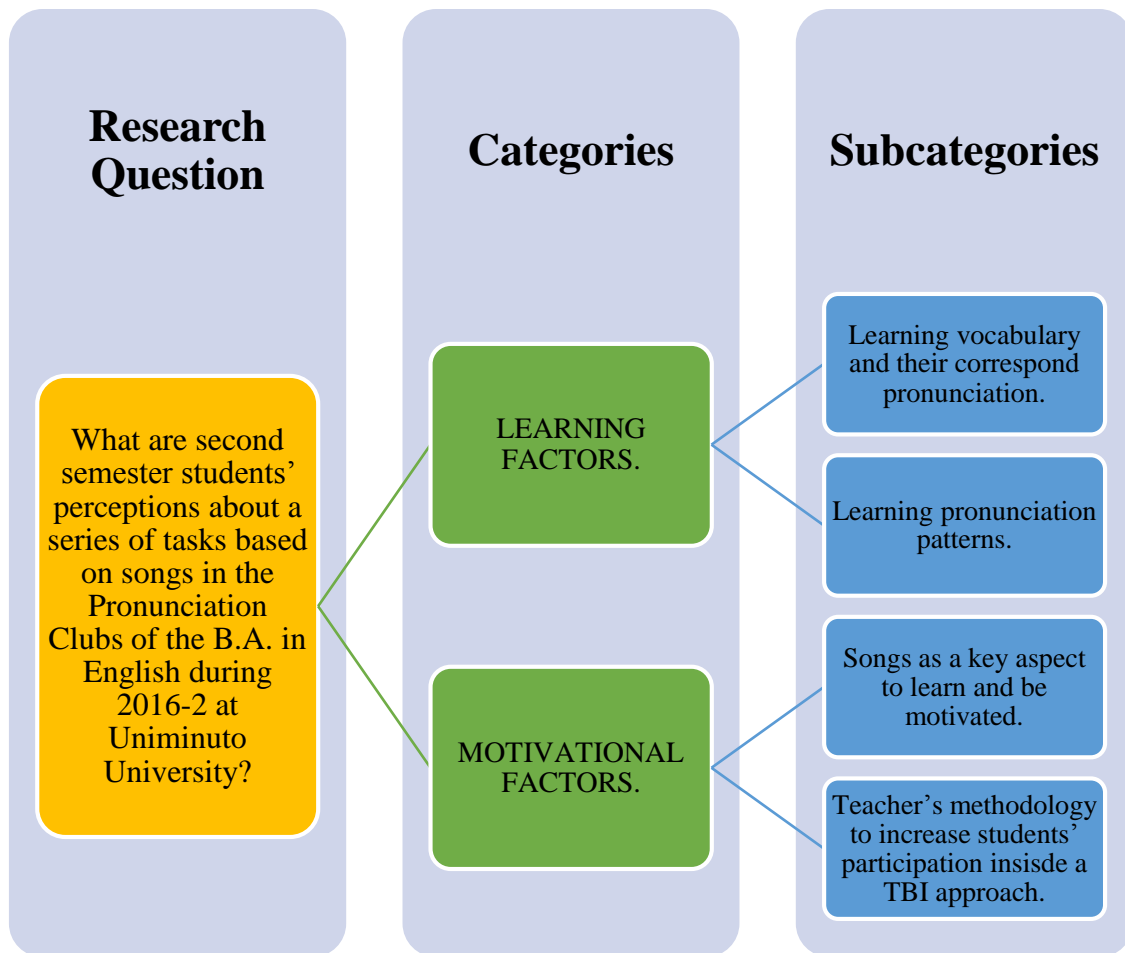 Research
Question
What are second
semester students’
perceptions about a
series of tasks based
on songs in the
Pronunciation
Clubs of the B.A. in
English during
2016-2 at
Uniminuto
University?
Categories
LEARNING
FACTORS.
MOTIVATIONAL
FACTORS.
Subcategories
Learning vocabulary
and their correspond
pronunciation.
Learning pronunciation
patterns.
Songs as a key aspect
to learn and be
motivated.
Teacher’s methodology
to increase students’
participation insisde a
TBI approach.